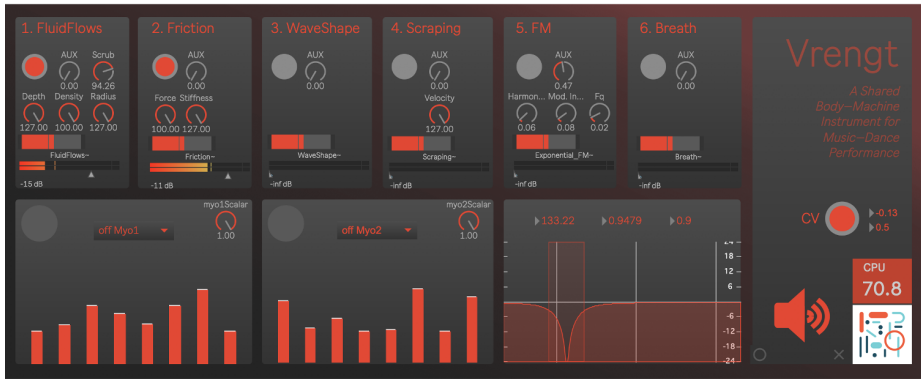 1. FluidFlows
AUX
Scrub
0.00
94.26
Depth
Density
Radius
127.00
100.00
127.00
FluidFlows~
-15 dB
2. Friction
AUX
0.00
Force
Stiffness
100.00
127.00
Friction~
-11 dB
3. WaveShape
AUX
0.00
WaveShape~
-inf dB
4. Scraping
AUX
0.00
Velocity
127.00
Scraping~
-inf dB
5. FM
AUX
0.47
Harmon...
Mod. In...
Fq
0.06
0.08
0.02
Exponential_FM~
-inf dB
6. Breath
AUX
0.00
Breath~
-inf dB
Vrengt
A Shared
Body–Machine
Instrument for
Music–Dance
Performance
myo1Scalar
off Myo1
1.00
myo2Scalar
off Myo2
1.00
133.22
0.9479
0.9
24
18
12
6
-6
-12
-18
-24
CV
-0.13
0.5
CPU
70.8